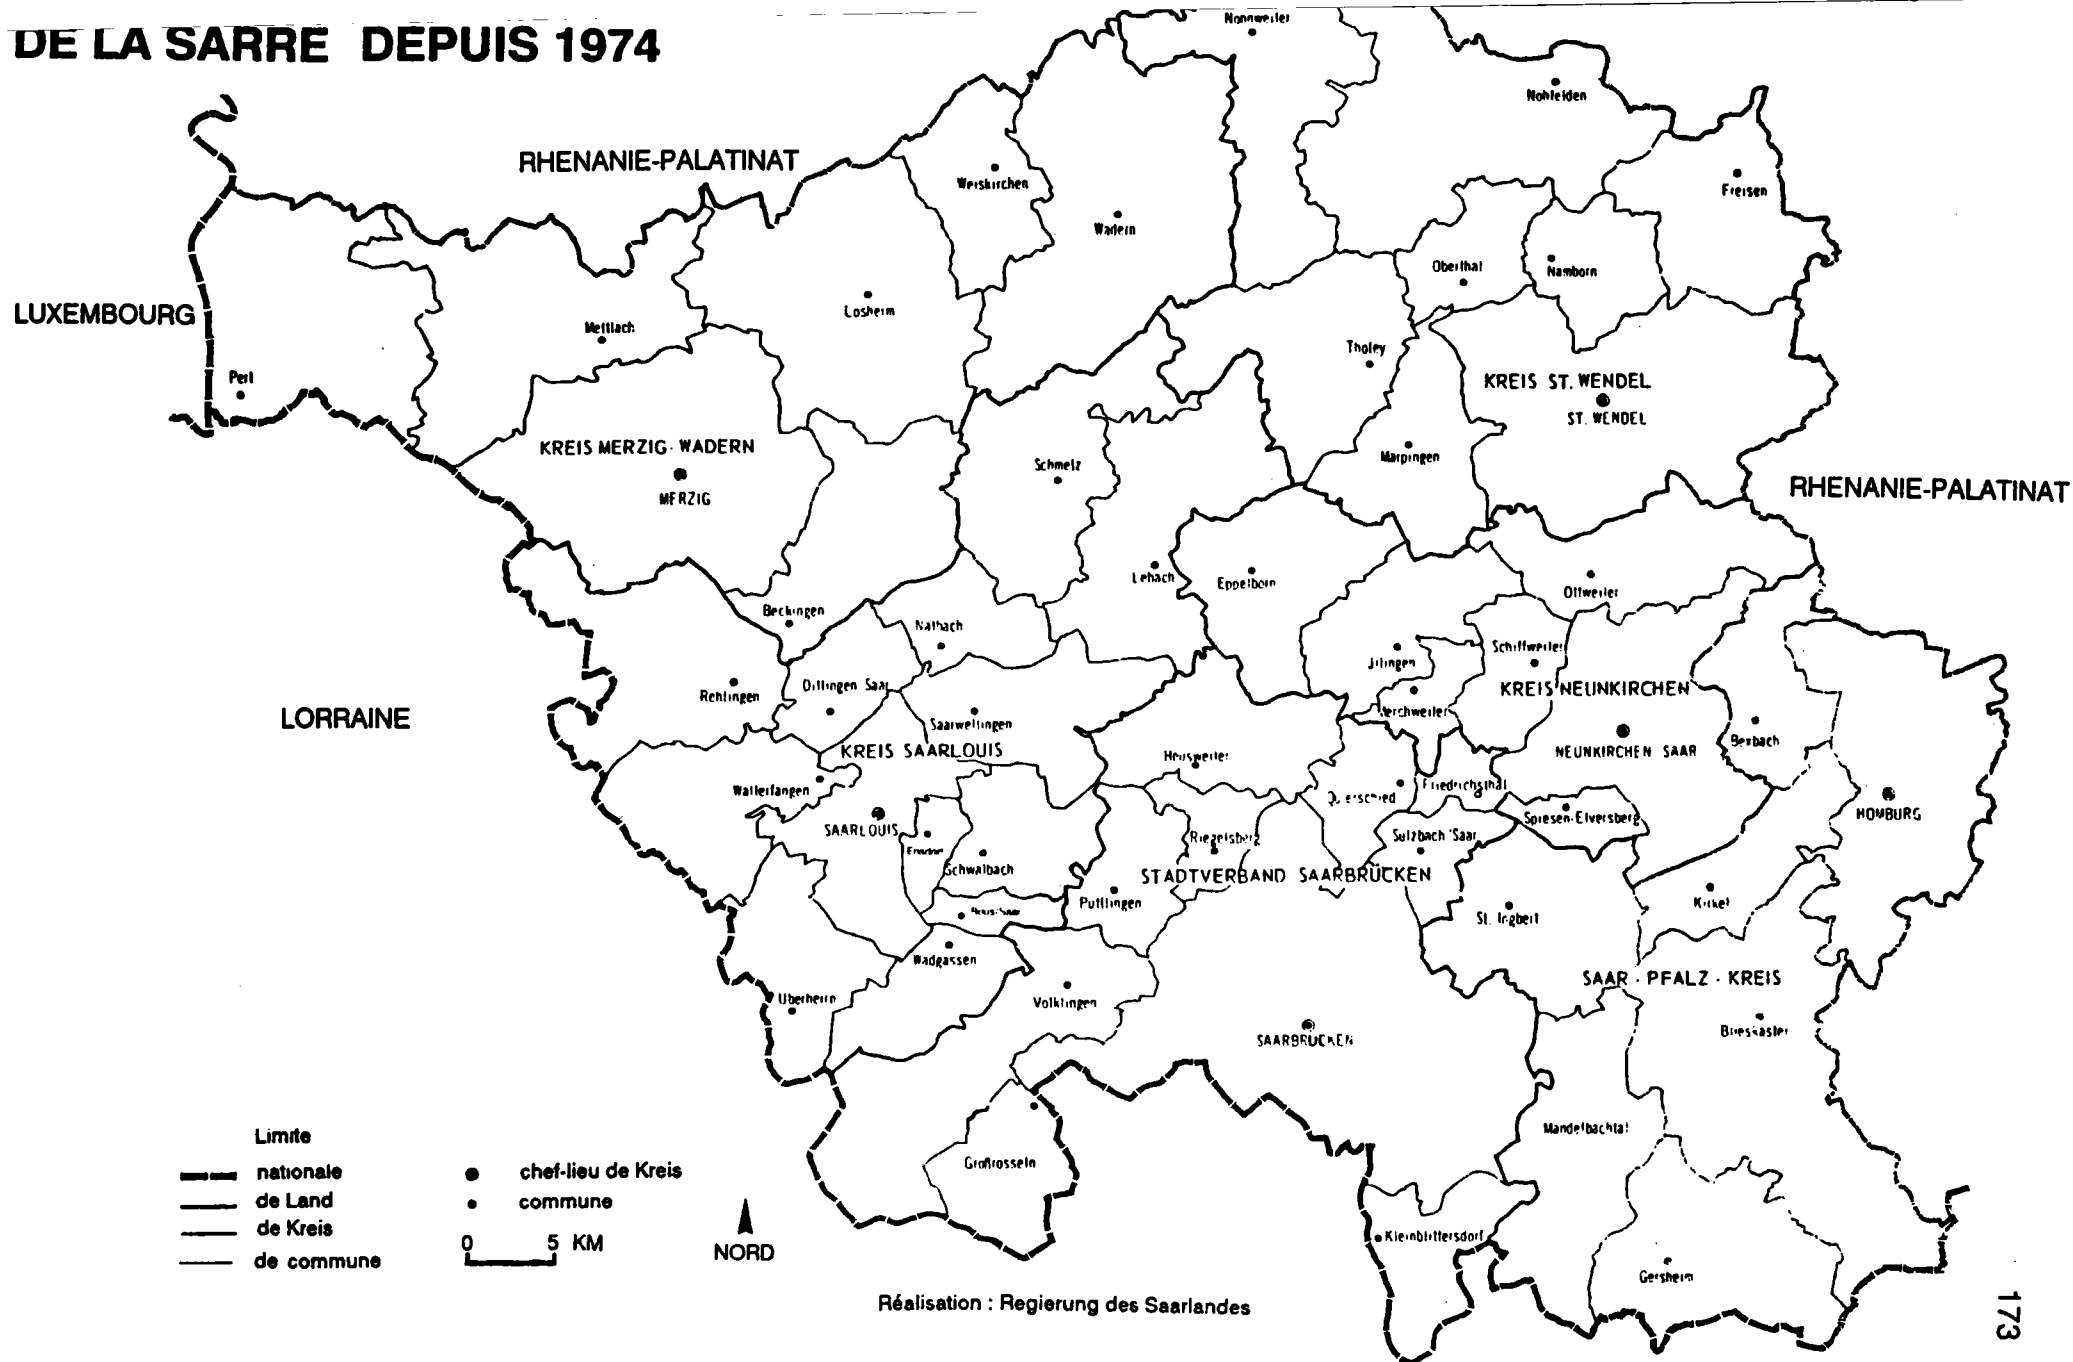 DE LA SARRE DEPUIS 1974
Nonnweiler
Nohfelden
RHENANIE-PALATINAT
Weiskirchen
Freisen
Wadern
Oberthal
Namborn
LUXEMBOURG
Losheim
Mettlach
Tholey
Perl
KREIS ST. WENDEL
ST. WENDEL
KREIS MERZIG-WADERN
MERZIG
Schmelz
Marpingen
RHENANIE-PALATINAT
Lebach
Eppelborn
Ottweiler
Beckingen
Nalbach
Schiffweiler
Illingen
Rehlingen
Dillingen Saar
KREIS NEUNKIRCHEN
LORRAINE
Saarwellingen
Merchweiler
KREIS SAARLOUIS
Heusweiler
NEUNKIRCHEN SAAR
Bexbach
Wallerfangen
Quierschied
Friedrichsthal
SAARLOUIS
Spiesen-Elversberg
HOMBURG
Ensdorf
Riegelsberg
Sulzbach/Saar
Schwalbach
STADTVERBAND SAARBRÜCKEN
Püttlingen
Kirkel
St. Ingbert
Wadgassen
SAAR-PFALZ-KREIS
Überherrn
Völklingen
Blieskastel
SAARBRÜCKEN
Mandelbachtal
Limite
Großrosseln
nationale
chef-lieu de Kreis
de Land
commune
de Kreis
0 5 KM
NORD
de commune
Kleinblittersdorf
Gersheim
Réalisation : Regierung des Saarlandes
173